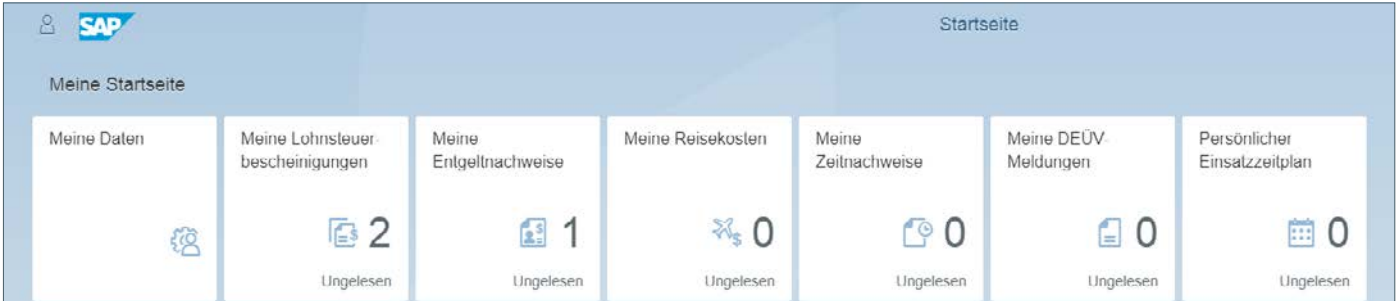 SAP
Startseite
Meine Startseite
Meine Daten
Meine Lohnsteuer-
bescheinigungen
2
Ungelesen
Meine
Entgeltnachweise
1
Ungelesen
Meine Reisekosten
0
Ungelesen
Meine
Zeitnachweise
0
Ungelesen
Meine DEÜV-
Meldungen
0
Ungelesen
Persönlicher
Einsatzzeitplan
0
Ungelesen